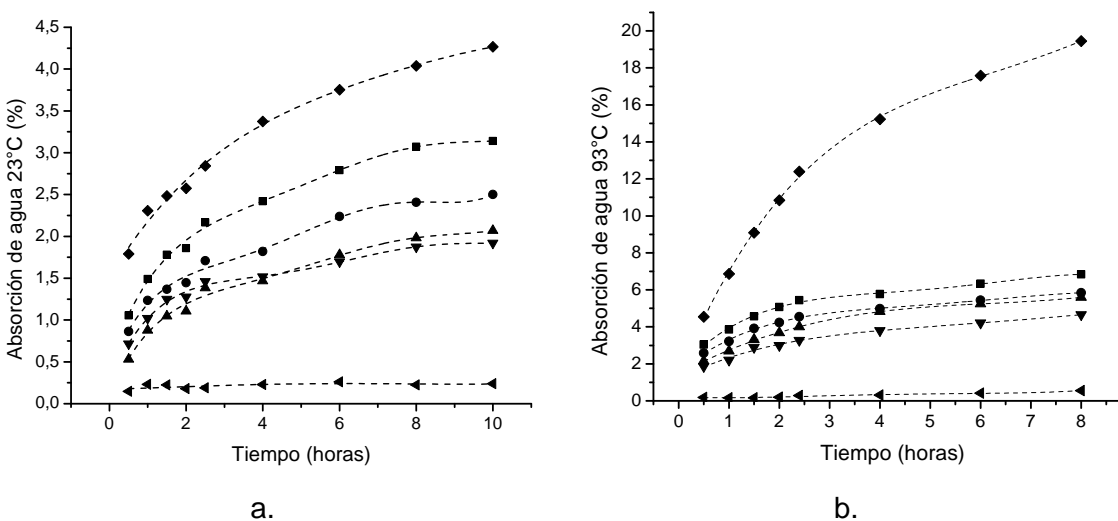 4,5
4,0
3,5
3,0
2,5
2,0
1,5
1,0
0,5
0,0
Absorción de agua 23°C (%)
0 2 4 6 8 10
Tiempo (horas)
a.
20
18
16
14
12
10
8
6
4
2
0
Absorción de agua 93°C (%)
0 1 2 3 4 5 6 7 8
Tiempo (horas)
b.